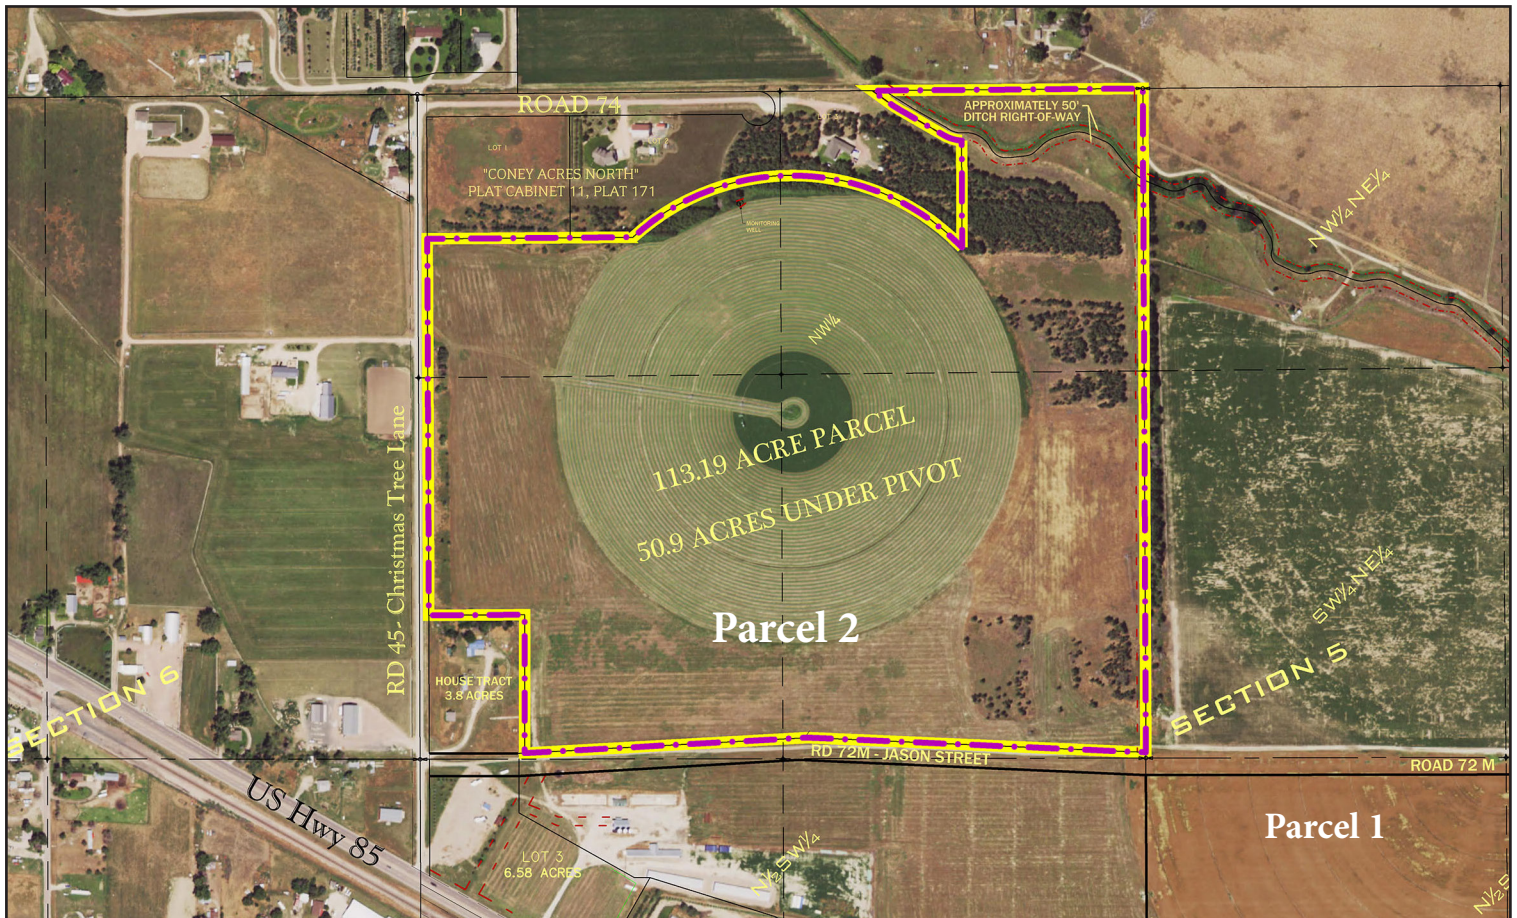 ROAD 74
APPROXIMATELY 50'
DITCH RIGHT-OF-WAY
LOT 1
"CONEY ACRES NORTH"
PLAT CABINET 11, PLAT 171
MONITORING
WELL
NW¼NE¼
NW¼
113.19 ACRE PARCEL
50.9 ACRES UNDER PIVOT
RD 45- Christmas Tree Lane
SW¼NE¼
Parcel 2
HOUSE TRACT
3.8 ACRES
SECTION 6
SECTION 5
RD 72M - JASON STREET
ROAD 72 M
US Hwy 85
Parcel 1
LOT 3
6.58 ACRES
N½SW¼